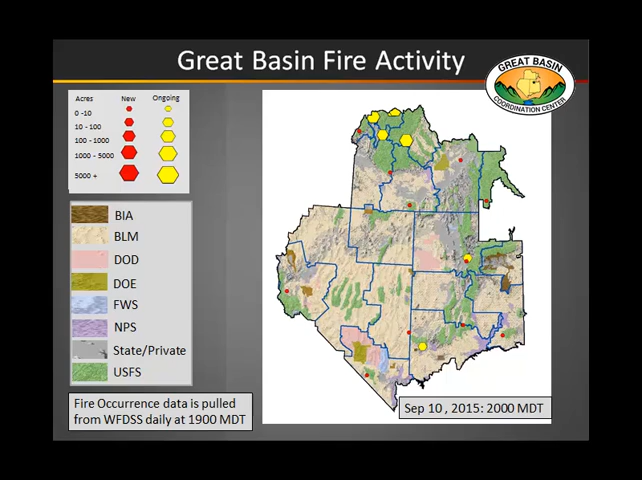 Great Basin Fire Activity
GREAT BASIN
COORDINATION CENTER
Acres New Ongoing
0 -10
10 - 100
100 - 1000
1000 - 5000
5000 +
BIA
BLM
DOD
DOE
FWS
NPS
State/Private
USFS
Fire Occurrence data is pulled
from WFDSS daily at 1900 MDT
Sep 10 , 2015: 2000 MDT